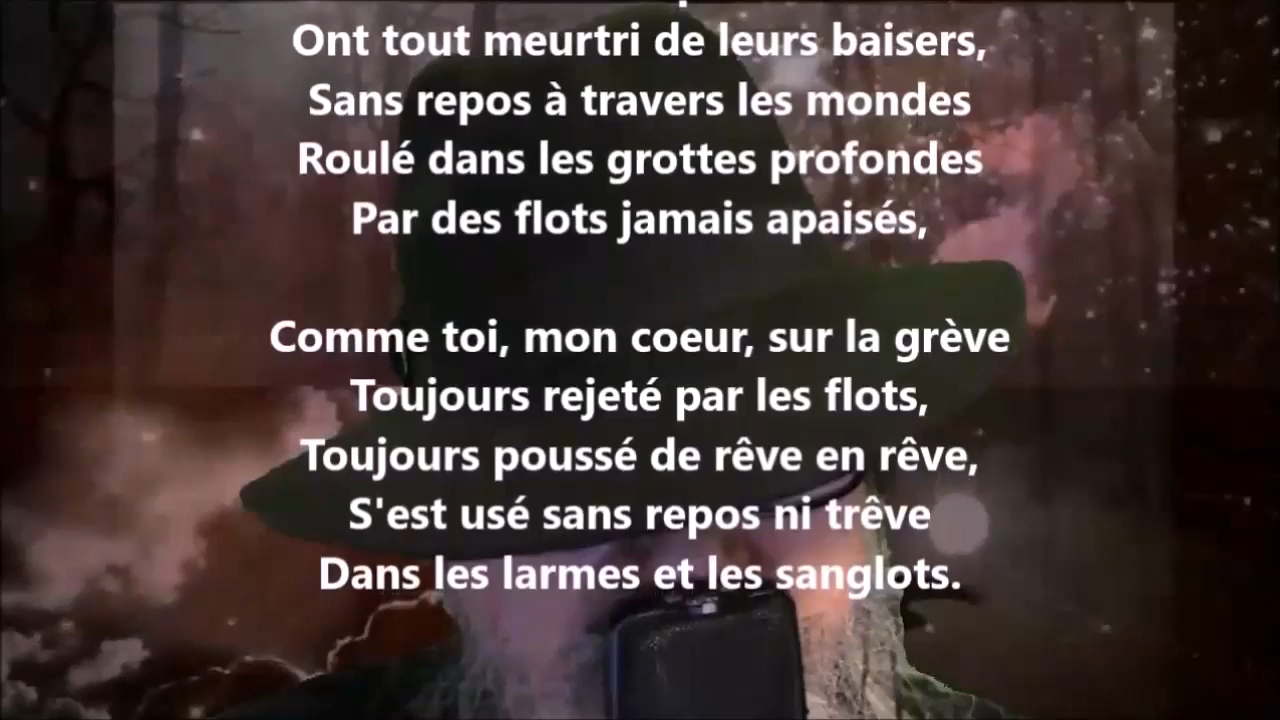 Ont tout meurtri de leurs baisers,
Sans repos à travers les mondes
Roulé dans les grottes profondes
Par des flots jamais apaisés,
Comme toi, mon coeur, sur la grève
Toujours rejeté par les flots,
Toujours poussé de rêve en rêve,
S'est usé sans repos ni trêve
Dans les larmes et les sanglots.